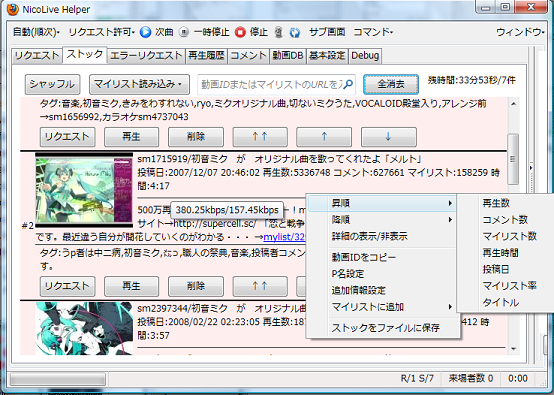 NicoLive Helper
自動(順次) リクエスト許可 次曲 一時停止 停止 サブ画面 コマンド ウィンドウ
リクエスト ストック エラーリクエスト 再生履歴 コメント 動画DB 基本設定 Debug
シャッフル マイリスト読み込み 動画IDまたはマイリストのURLを入 全消去 残時間:33分53秒/7件
タグ:音楽,初音ミク,きみをわすれない,ryo,ミクオリジナル曲,切ないミクうた,VOCALOID殿堂入り,アレンジ前
→sm1656992,カラオケsm4737043
リクエスト 再生 削除 ↑↑ ↑ ↓
sm1715919/初音ミク が オリジナル曲を歌ってくれたよ「メルト」
投稿日:2007/12/07 20:46:02 再生数:5336748 コメント:627661 マイリスト:158259 時
間:4:17
500万再
380.25kbps/157.45kbps
ー!m
サイト→http://supercell.sc/ 「恋と戦争
#2
です。最近違う自分が開花していくのがわかる・・・ →mylist/32
タグ:うp者は中二病,初音ミク,だっ,職人の祭典,音楽,投稿者コメン
す。
リクエスト 再生 削除 ↑↑
sm2397344/初音ミク が オリジナル曲を
投稿日:2008/02/22 02:23:05 再生数:187
412 時
間:3:57
昇順
降順
詳細の表示/非表示
動画IDをコピー
P名設定
追加情報設定
マイリストに追加
ストックをファイルに保存
再生数
コメント数
マイリスト数
再生時間
投稿日
マイリスト率
タイトル
R/1 S/7 来場者数 0 0:00